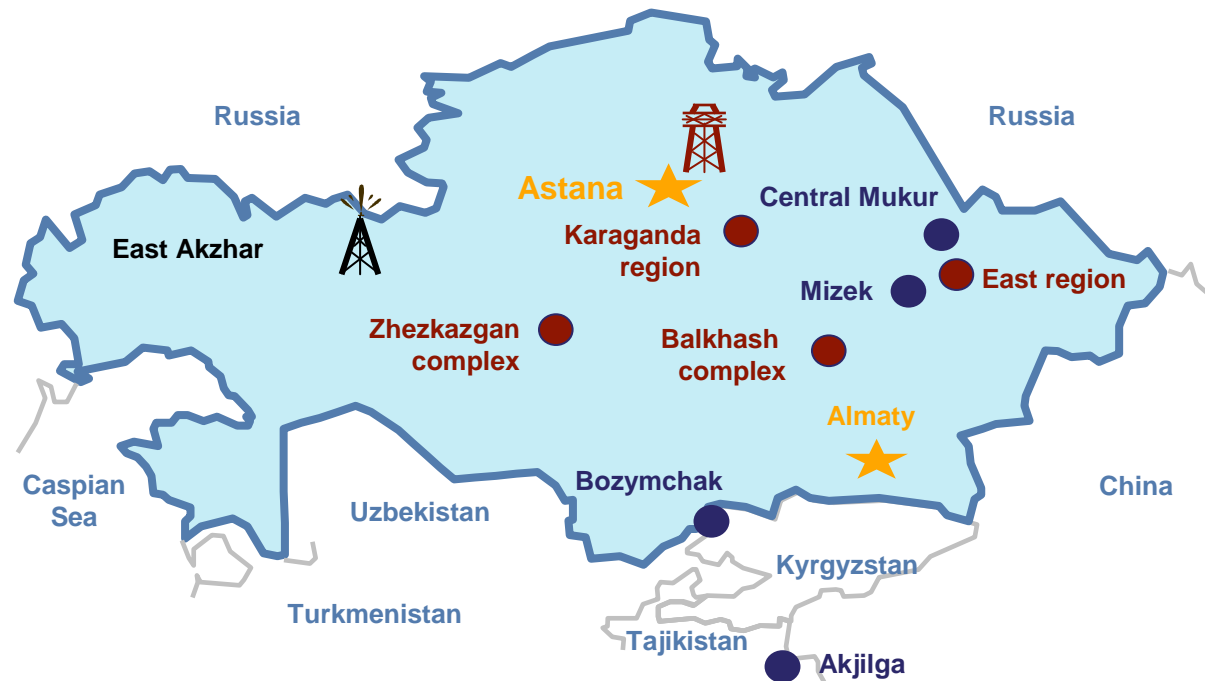 Russia
Russia
Astana
Central Mukur
East Akzhar
Karaganda
region
Mizek
East region
Zhezkazgan
complex
Balkhash
complex
Almaty
Caspian
Sea
Bozymchak
China
Uzbekistan
Kyrgyzstan
Turkmenistan
Tajikistan
Akjilga